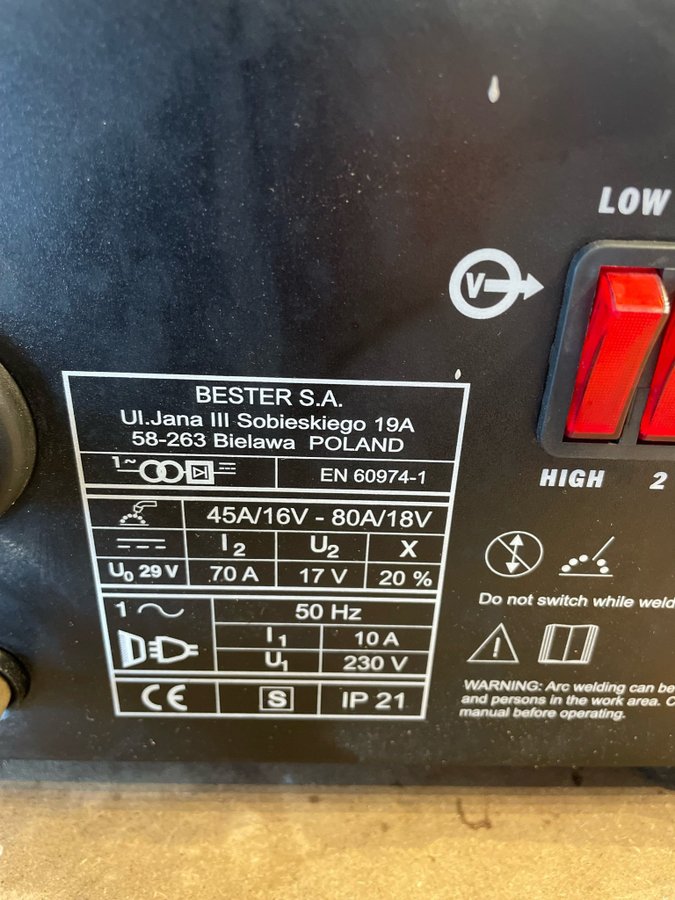 LOW
V
BESTER S.A.
Ul.Jana III Sobieskiego 19A
58-263 Bielawa POLAND
1~ EN 60974-1
HIGH 2
45A/16V - 80A/18V
I2 U2 X
U0 29 V 70 A 17 V 20 %
Do not switch while weld
1 50 Hz
I1 10 A
U1 230 V
CE S IP 21
WARNING: Arc welding can be
and persons in the work area. C
manual before operating.